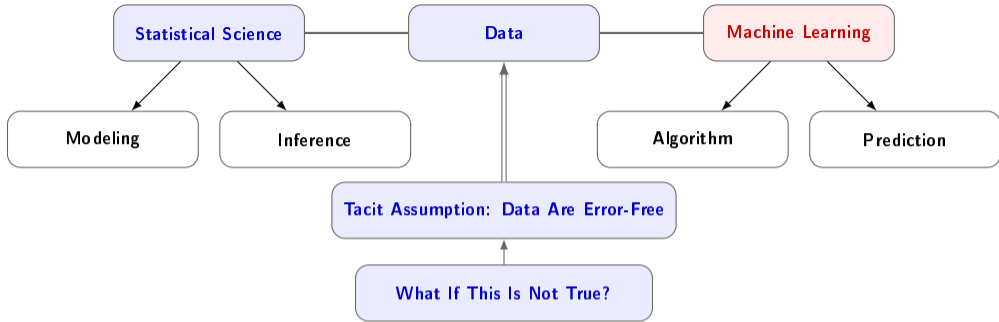 Statistical Science
Data
Machine Learning
Modeling
Inference
Algorithm
Prediction
Tacit Assumption: Data Are Error-Free
What If This Is Not True?